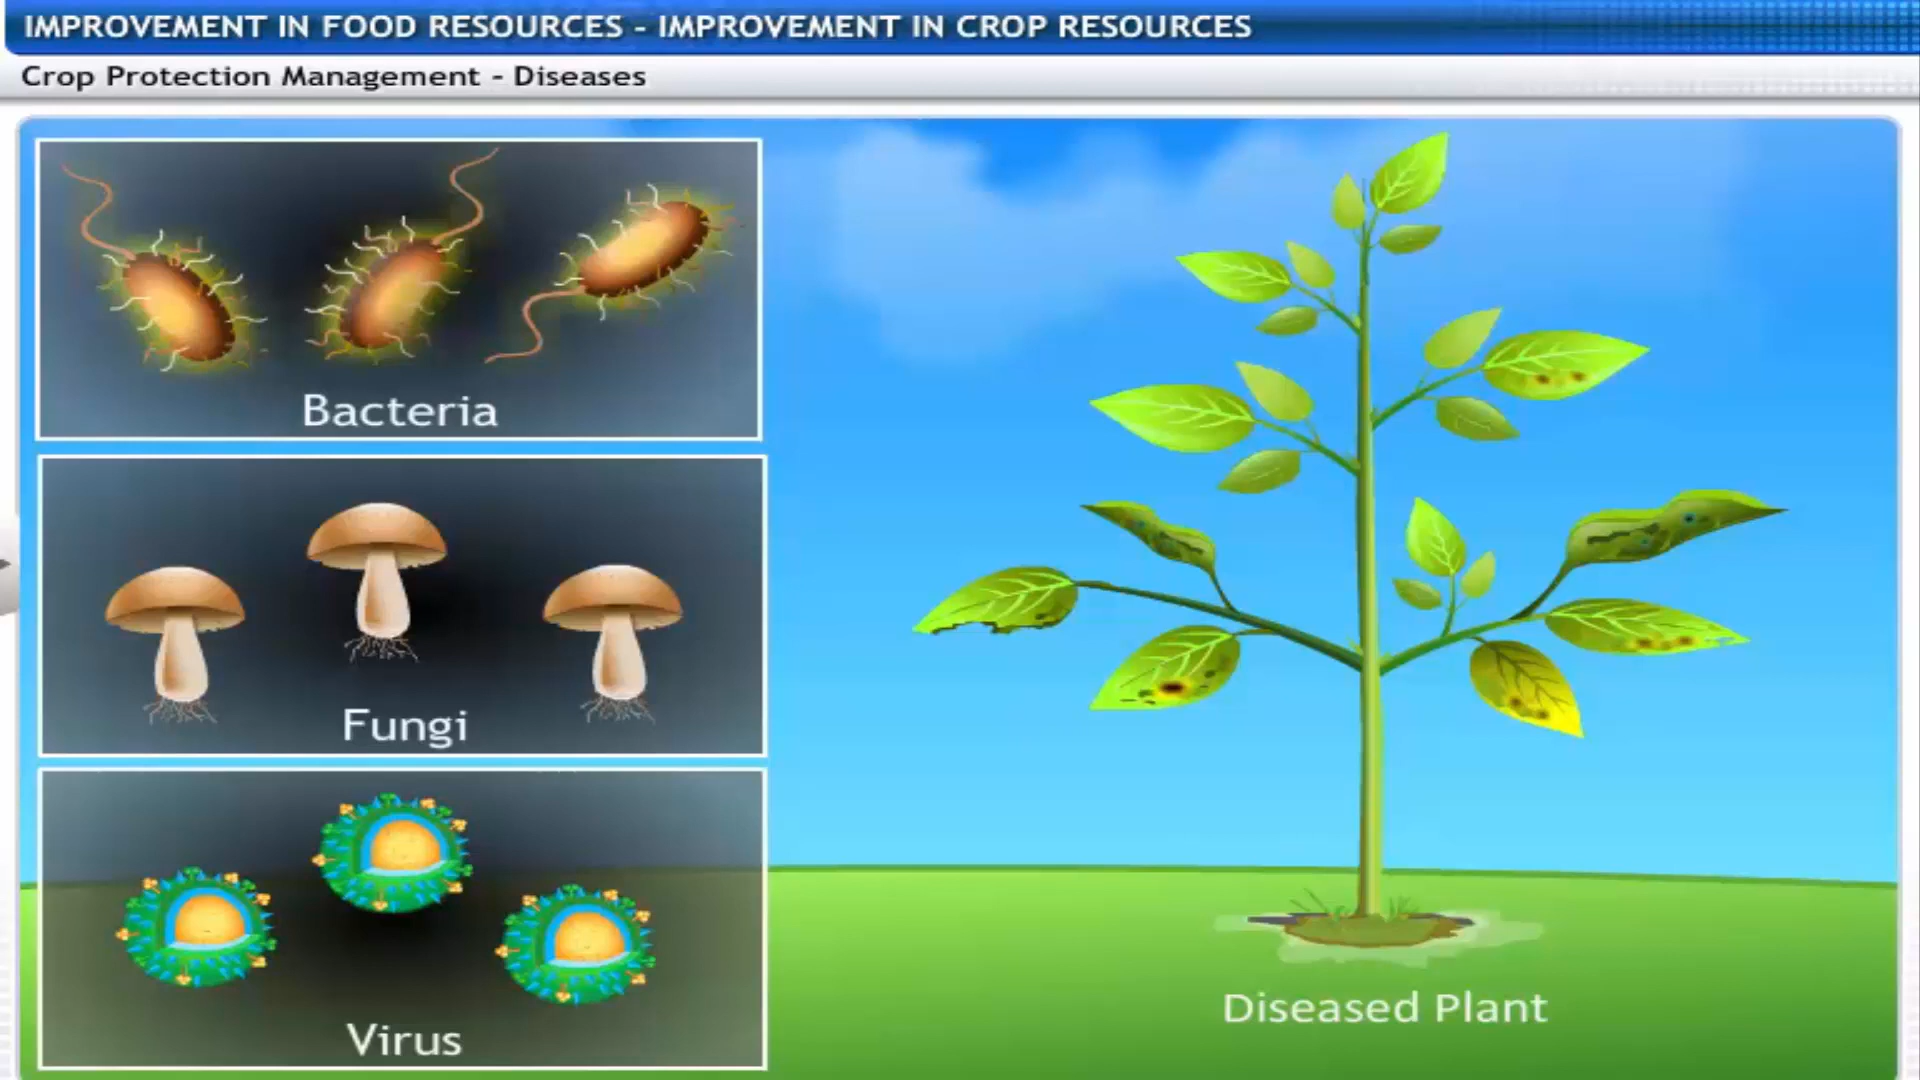 IMPROVEMENT IN FOOD RESOURCES - IMPROVEMENT IN CROP RESOURCES
Crop Protection Management - Diseases
Bacteria
Fungi
Virus
Diseased Plant